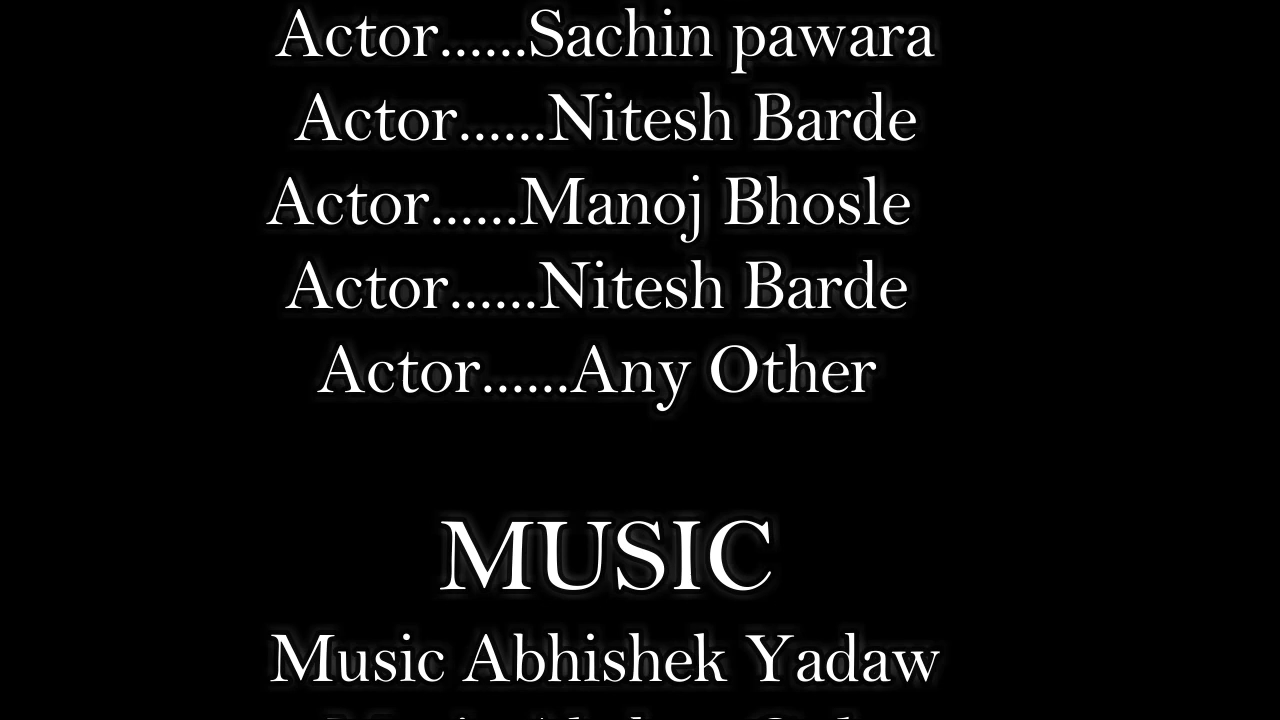 Actor......Sachin pawara
Actor......Nitesh Barde
Actor......Manoj Bhosle
Actor......Nitesh Barde
Actor......Any Other
MUSIC
Music Abhishek Yadaw